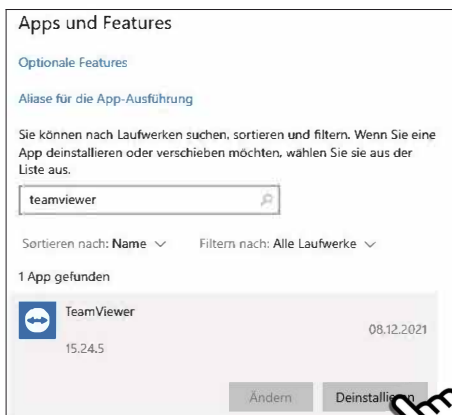 Apps und Features
Optionale Features
Aliase für die App-Ausführung
Sie können nach Laufwerken suchen, sortieren und filtern. Wenn Sie eine
App deinstallieren oder verschieben möchten, wählen Sie sie aus der
Liste aus.
teamviewer
Sortieren nach: Name Filtern nach: Alle Laufwerke
1 App gefunden
TeamViewer
08.12.2021
15.24.5
Ändern Deinstallieren